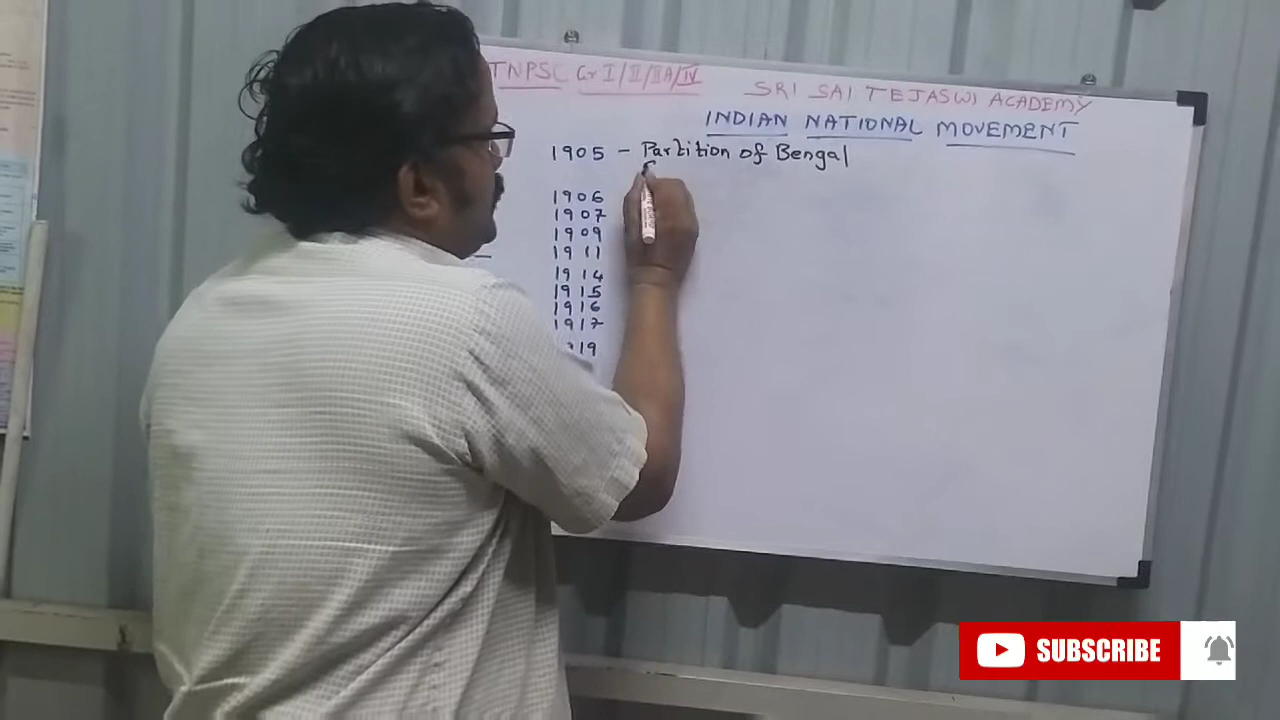 TNPSC Gr I/II/IIA/IV
SRI SAI TEJASWI ACADEMY
INDIAN NATIONAL MOVEMENT
1905 - Partition of Bengal
1906
1907
1909
1911
1914
1915
1916
1917
SUBSCRIBE